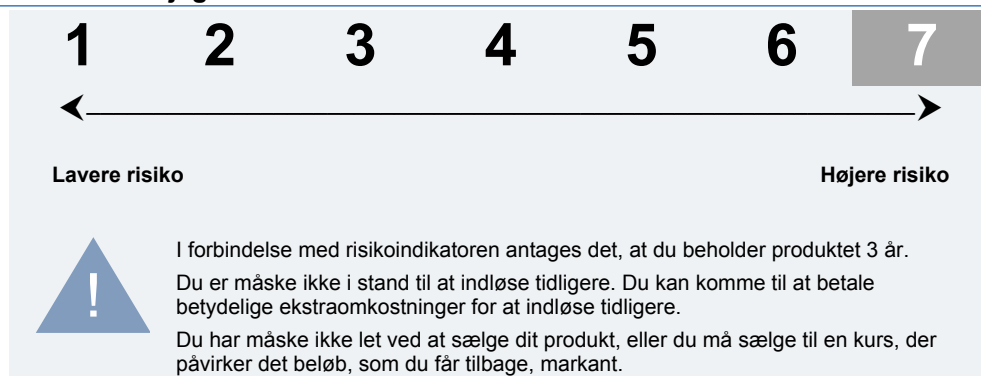 1 2 3 4 5 6 7
Lavere risiko Højere risiko
!
I forbindelse med risikoindikatoren antages det, at du beholder produktet 3 år.
Du er måske ikke i stand til at indløse tidligere. Du kan komme til at betale
betydelige ekstraomkostninger for at indløse tidligere.
Du har måske ikke let ved at sælge dit produkt, eller du må sælge til en kurs, der
påvirker det beløb, som du får tilbage, markant.